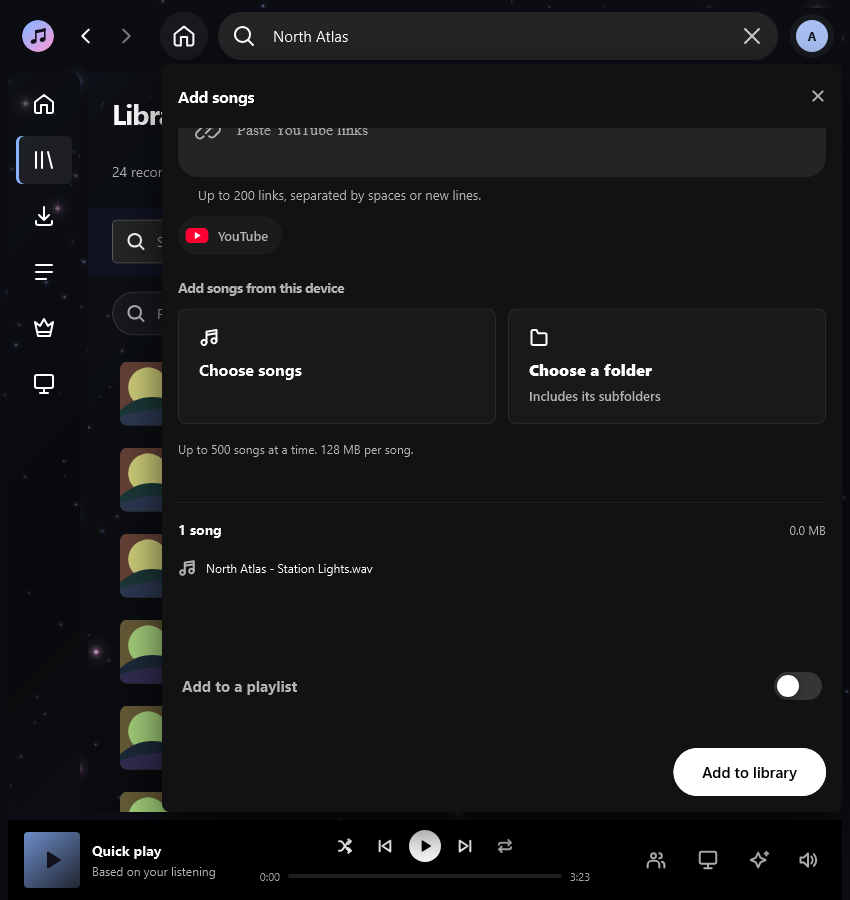 North Atlas
A
Add songs
Libra
24 recor
Paste YouTube links
Up to 200 links, separated by spaces or new lines.
YouTube
Add songs from this device
Choose songs
Choose a folder
Includes its subfolders
Up to 500 songs at a time. 128 MB per song.
1 song
0.0 MB
North Atlas - Station Lights.wav
Add to a playlist
Add to library
Quick play
Based on your listening
0:00
3:23